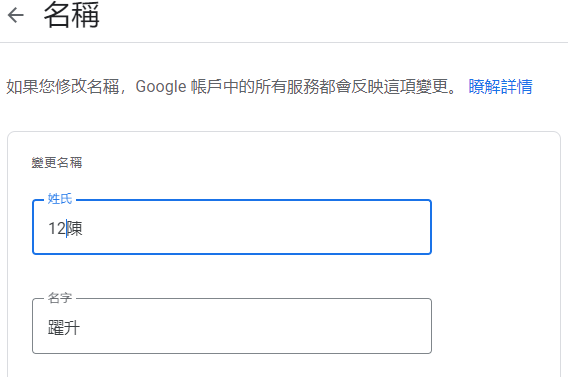 ← 名稱
如果您修改名稱，Google 帳戶中的所有服務都會反映這項變更。 瞭解詳情
變更名稱
姓氏
12陳
名字
躍升